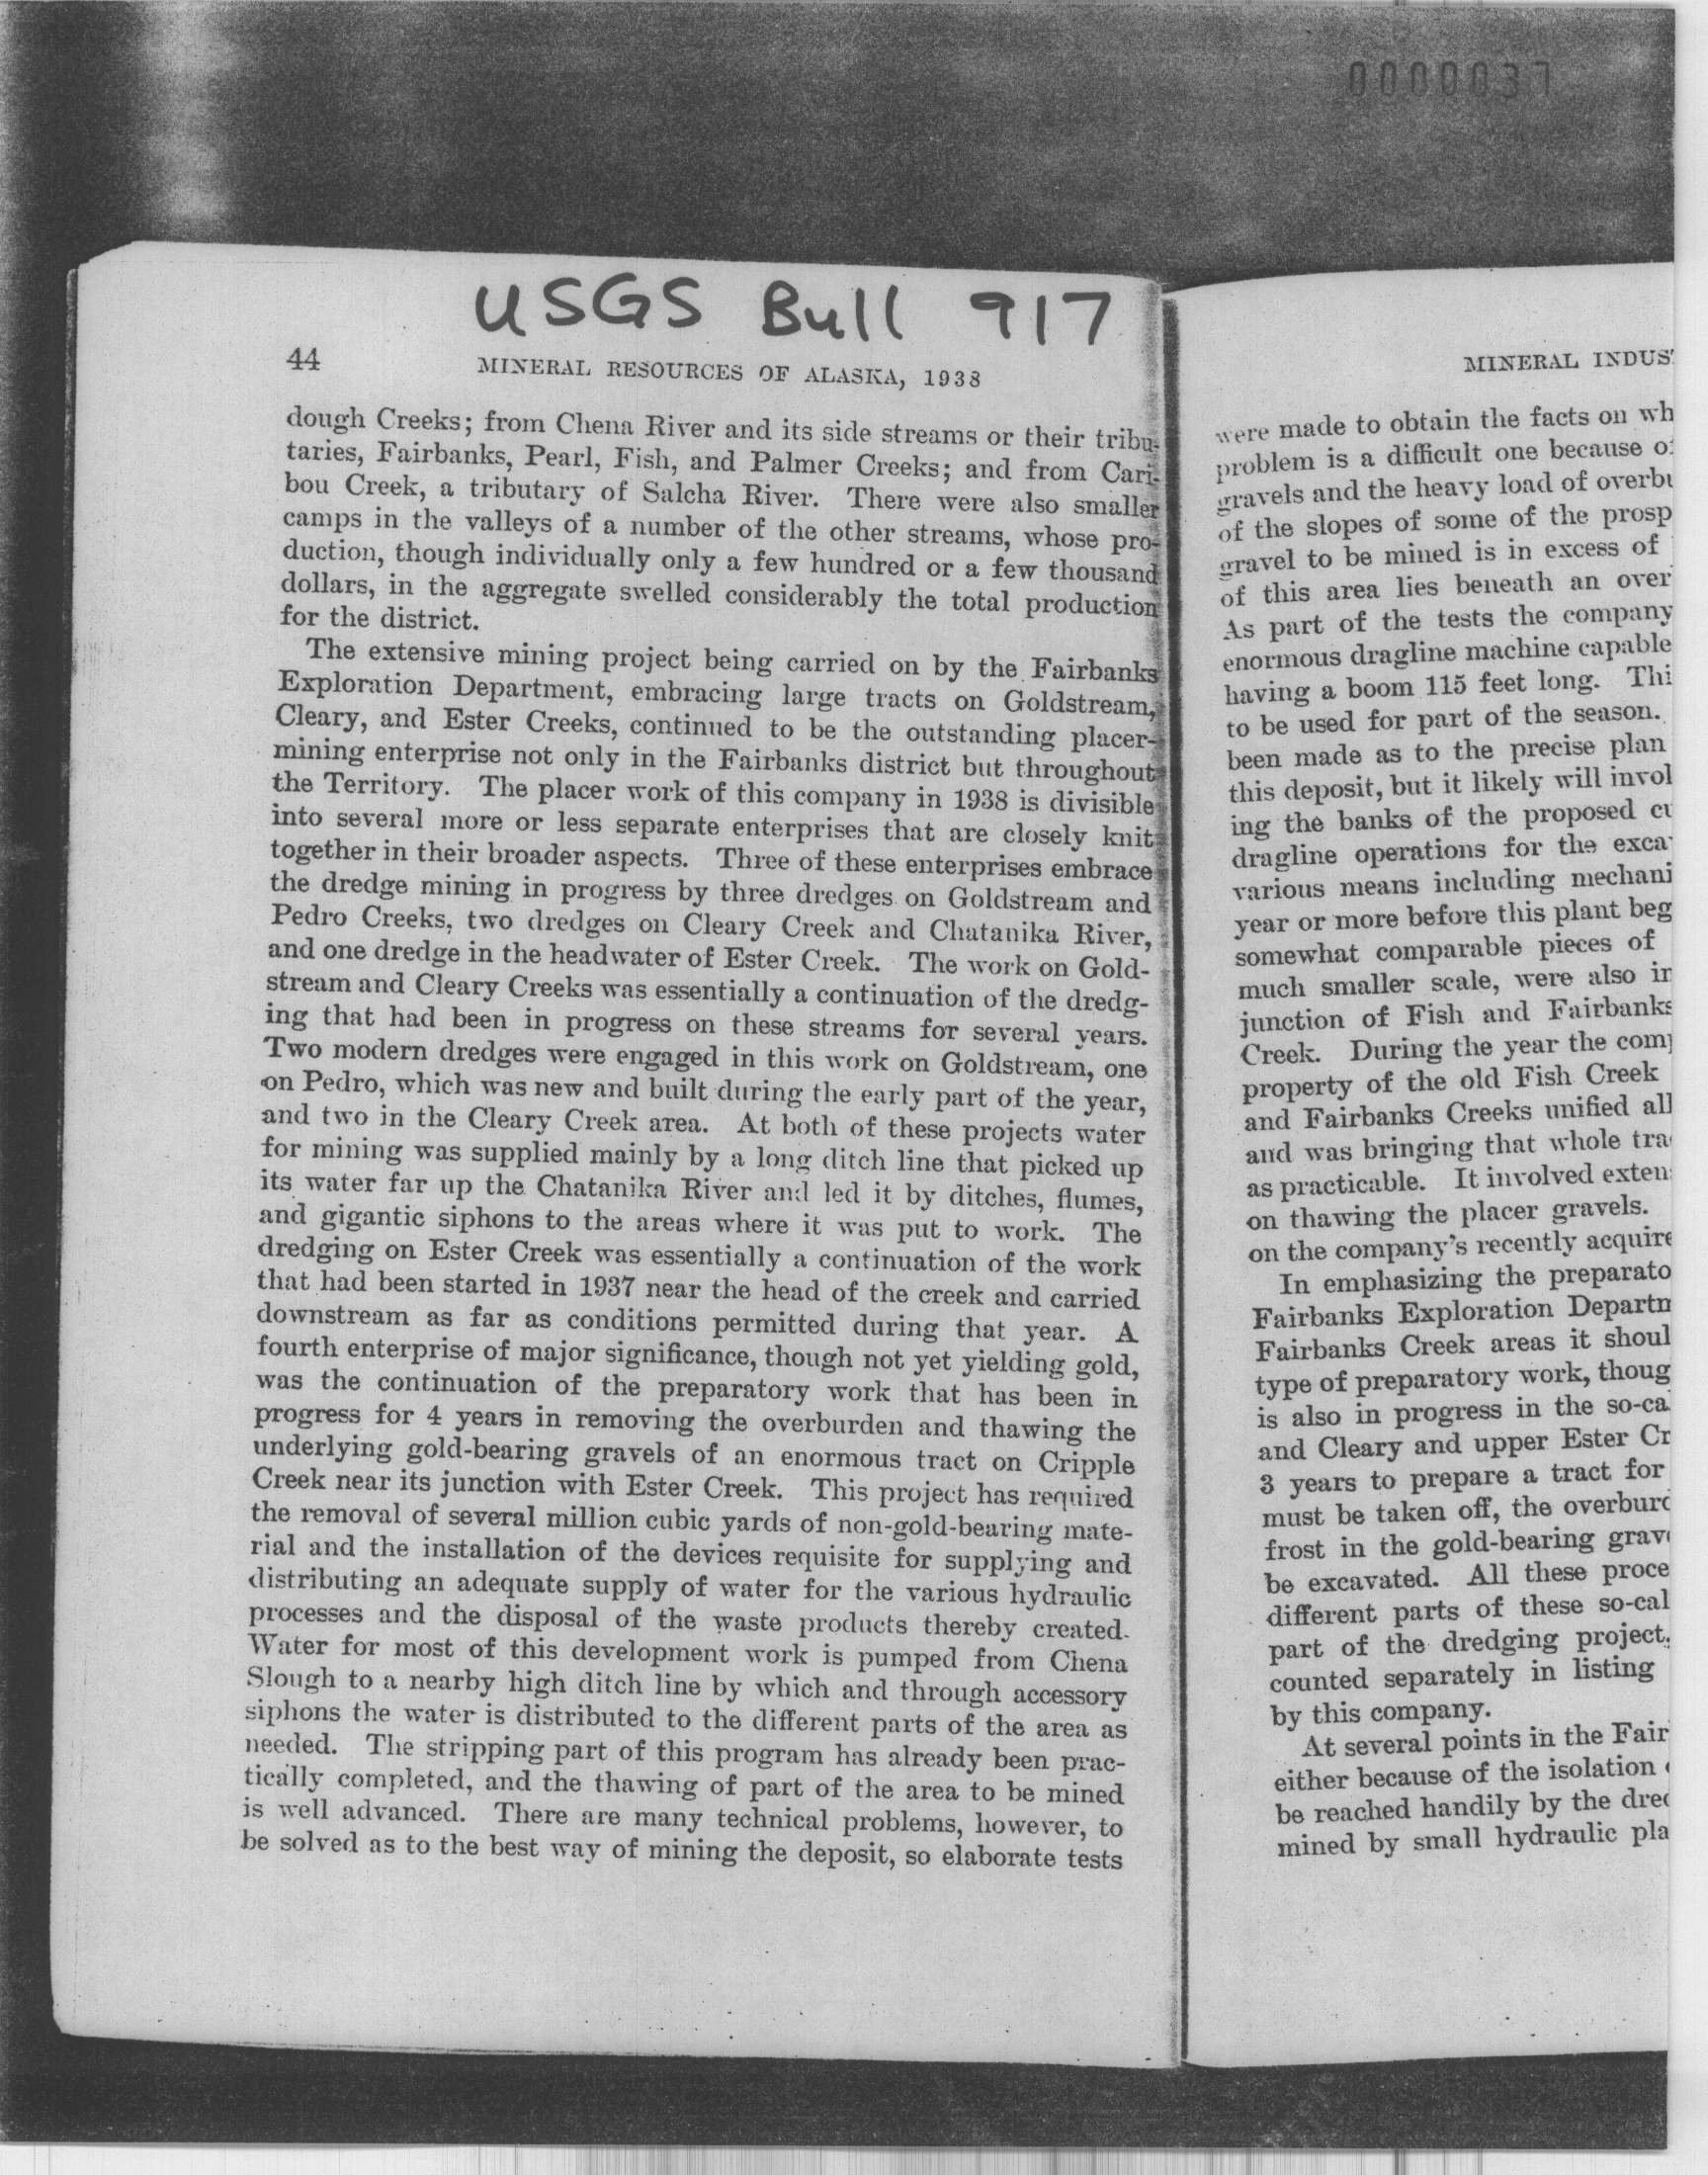 0000037
USGS Bull 917
44
MINERAL RESOURCES OF ALASKA, 1938
dough Creeks; from Chena River and its side streams or their tribu-
taries, Fairbanks, Pearl, Fish, and Palmer Creeks; and from Cari-
bou Creek, a tributary of Salcha River. There were also smaller
camps in the valleys of a number of the other streams, whose pro-
duction, though individually only a few hundred or a few thousand
dollars, in the aggregate swelled considerably the total production
for the district.
The extensive mining project being carried on by the Fairbanks
Exploration Department, embracing large tracts on Goldstream,
Cleary, and Ester Creeks, continued to be the outstanding placer-
mining enterprise not only in the Fairbanks district but throughout
the Territory. The placer work of this company in 1938 is divisible
into several more or less separate enterprises that are closely knit
together in their broader aspects. Three of these enterprises embrace
the dredge mining in progress by three dredges on Goldstream and
Pedro Creeks, two dredges on Cleary Creek and Chatanika River,
and one dredge in the headwater of Ester Creek. The work on Gold-
stream and Cleary Creeks was essentially a continuation of the dredg-
ing that had been in progress on these streams for several years.
Two modern dredges were engaged in this work on Goldstream, one
on Pedro, which was new and built during the early part of the year,
and two in the Cleary Creek area. At both of these projects water
for mining was supplied mainly by a long ditch line that picked up
its water far up the Chatanika River and led it by ditches, flumes,
and gigantic siphons to the areas where it was put to work. The
dredging on Ester Creek was essentially a continuation of the work
that had been started in 1937 near the head of the creek and carried
downstream as far as conditions permitted during that year. A
fourth enterprise of major significance, though not yet yielding gold,
was the continuation of the preparatory work that has been in
progress for 4 years in removing the overburden and thawing the
underlying gold-bearing gravels of an enormous tract on Cripple
Creek near its junction with Ester Creek. This project has required
the removal of several million cubic yards of non-gold-bearing mate-
rial and the installation of the devices requisite for supplying and
distributing an adequate supply of water for the various hydraulic
processes and the disposal of the waste products thereby created.
Water for most of this development work is pumped from Chena
Slough to a nearby high ditch line by which and through accessory
siphons the water is distributed to the different parts of the area as
needed. The stripping part of this program has already been prac-
tically completed, and the thawing of part of the area to be mined
is well advanced. There are many technical problems, however, to
be solved as to the best way of mining the deposit, so elaborate tests
MINERAL INDUS
were made to obtain the facts on wh
problem is a difficult one because o
gravels and the heavy load of overbu
of the slopes of some of the prosp
gravel to be mined is in excess of
of this area lies beneath an over
As part of the tests the company
enormous dragline machine capable
having a boom 115 feet long. Thi
to be used for part of the season.
been made as to the precise plan
this deposit, but it likely will invol
ing the banks of the proposed cu
dragline operations for the exca
various means including mechani
year or more before this plant beg
somewhat comparable pieces of
much smaller scale, were also in
junction of Fish and Fairbanks
Creek. During the year the com
property of the old Fish Creek
and Fairbanks Creeks unified all
and was bringing that whole tra
as practicable. It involved exten
on thawing the placer gravels.
on the company's recently acquire
In emphasizing the preparato
Fairbanks Exploration Departm
Fairbanks Creek areas it shoul
type of preparatory work, thoug
is also in progress in the so-ca
and Cleary and upper Ester Cr
3 years to prepare a tract for
must be taken off, the overburd
frost in the gold-bearing grav
be excavated. All these proce
different parts of these so-cal
part of the dredging project,
counted separately in listing
by this company.
At several points in the Fair
either because of the isolation
be reached handily by the dred
mined by small hydraulic pla